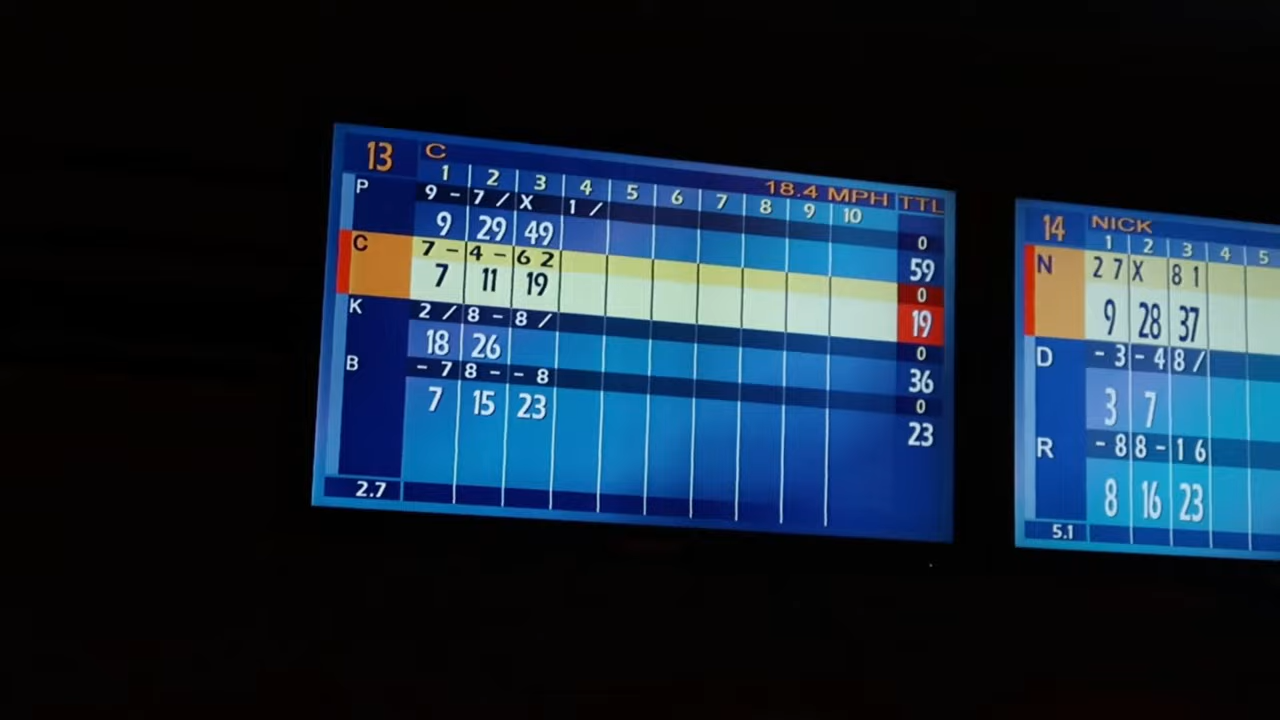 13 C 18.4 MPH
1 2 3 4 5 6 7 8 9 10 TTL
P 9 - 7 / X 1 / 0
9 29 49 59
C 7 - 4 - 6 2 0
7 11 19 19
K 2 / 8 - 8 / 0
18 26 36
B - 7 8 - - 8 0
7 15 23 23
2.7
14 NICK
1 2 3 4 5
N 2 7 X 8 1
9 28 37
D - 3 - 4 8 /
3 7
R - 8 8 - 1 6
8 16 23
5.1